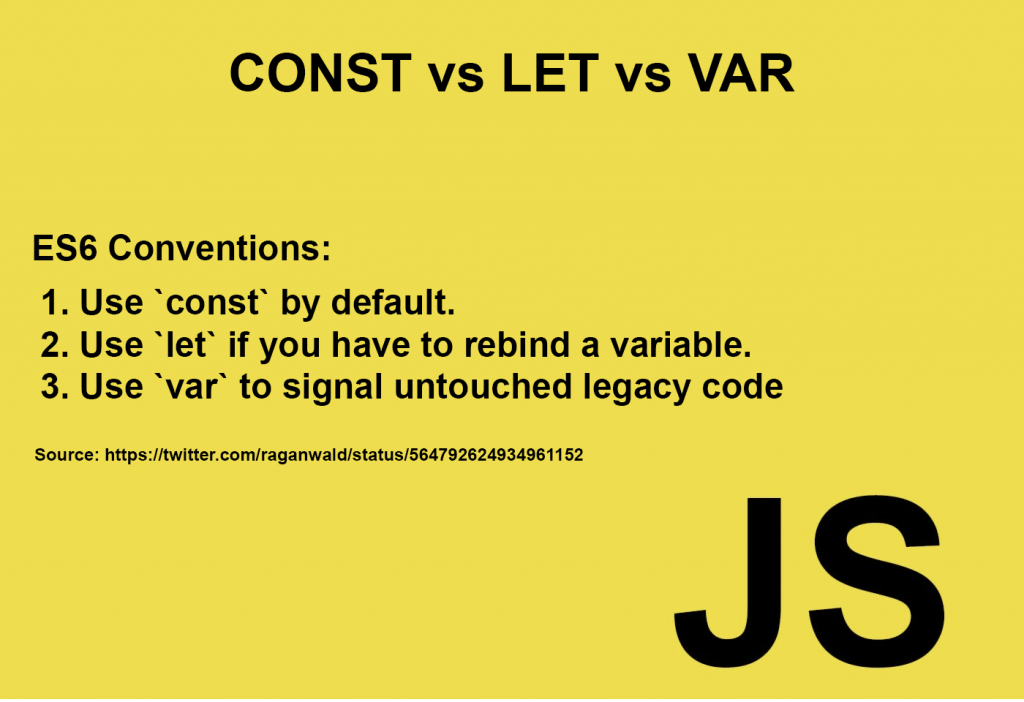 CONST vs LET vs VAR
ES6 Conventions:
1. Use `const` by default.
2. Use `let` if you have to rebind a variable.
3. Use `var` to signal untouched legacy code
Source: https://twitter.com/raganwald/status/564792624934961152
JS